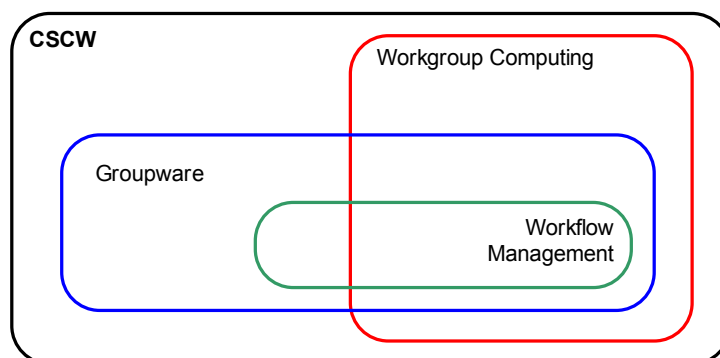 CSCW
Workgroup Computing
Groupware
Workflow
Management